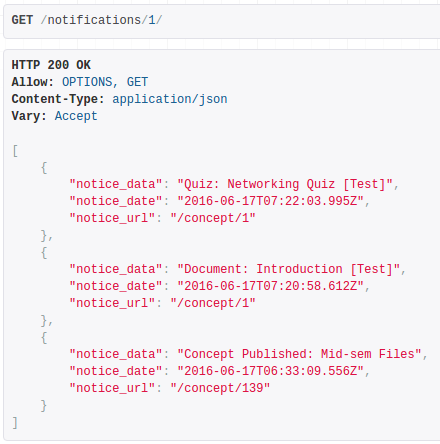 GET /notifications/1/
HTTP 200 OK
Allow: OPTIONS, GET
Content-Type: application/json
Vary: Accept
[
    {
        "notice_data": "Quiz: Networking Quiz [Test]",
        "notice_date": "2016-06-17T07:22:03.995Z",
        "notice_url": "/concept/1"
    },
    {
        "notice_data": "Document: Introduction [Test]",
        "notice_date": "2016-06-17T07:20:58.612Z",
        "notice_url": "/concept/1"
    },
    {
        "notice_data": "Concept Published: Mid-sem Files",
        "notice_date": "2016-06-17T06:33:09.556Z",
        "notice_url": "/concept/139"
    }
]